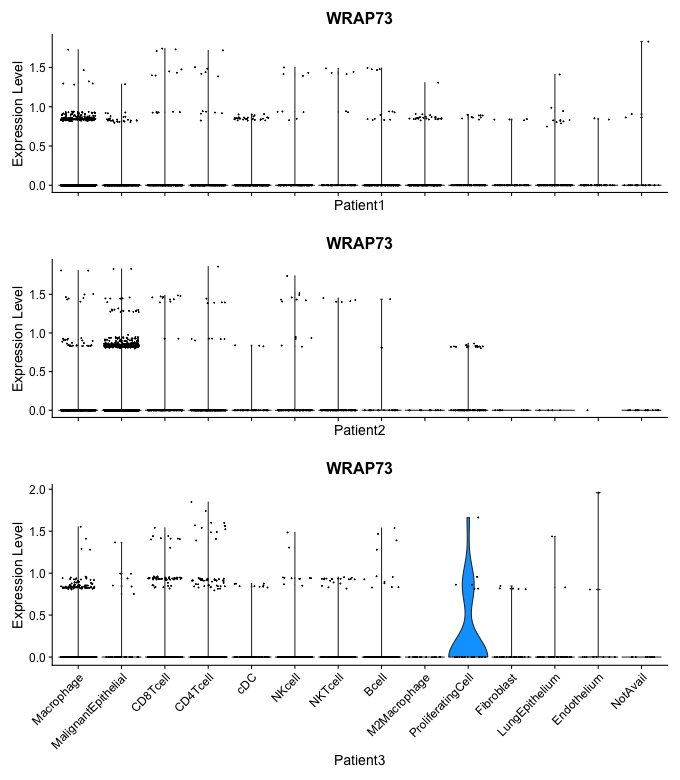 WRAP73
Expression Level
1.5
1.0
0.5
0.0
Patient1
WRAP73
Expression Level
1.5
1.0
0.5
0.0
Patient2
WRAP73
Expression Level
2.0
1.5
1.0
0.5
0.0
Macrophage
MalignantEpithelial
CD8Tcell
CD4Tcell
cDC
NKcell
NKTcell
Bcell
M2Macrophage
ProliferatingCell
Fibroblast
LungEpithelium
Endothelium
NotAvail
Patient3